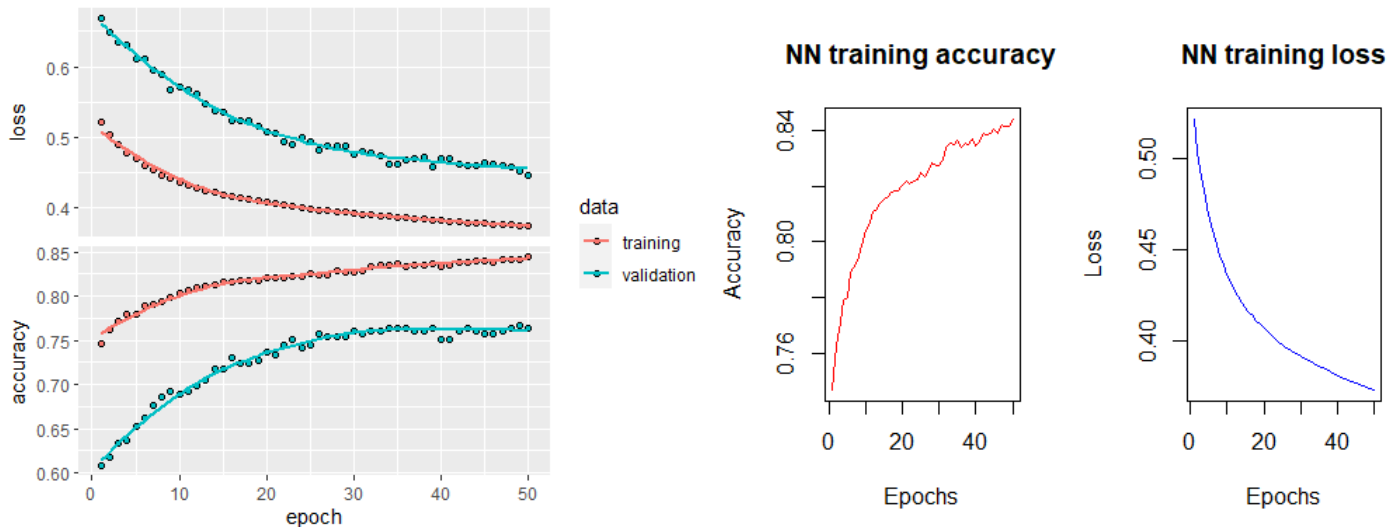 loss
0.6
0.5
0.4
accuracy
0.85
0.80
0.75
0.70
0.65
0.60
0
10
20
30
40
50
epoch
data
training
validation
NN training accuracy
Accuracy
0.84
0.80
0.76
0
20
40
Epochs
NN training loss
Loss
0.50
0.45
0.40
0
20
40
Epochs